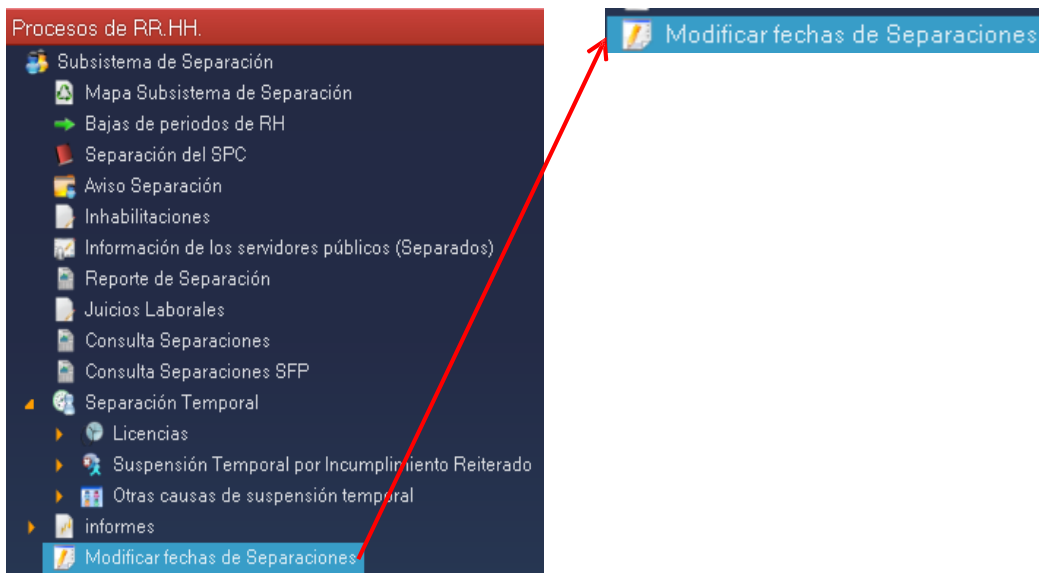 Procesos de RR.HH.
Subsistema de Separación
Mapa Subsistema de Separación
Bajas de periodos de RH
Separación del SPC
Aviso Separación
Inhabilitaciones
Información de los servidores públicos (Separados)
Reporte de Separación
Juicios Laborales
Consulta Separaciones
Consulta Separaciones SFP
Separación Temporal
Licencias
Suspensión Temporal por Incumplimiento Reiterado
Otras causas de suspensión temporal
informes
Modificar fechas de Separaciones
Modificar fechas de Separaciones